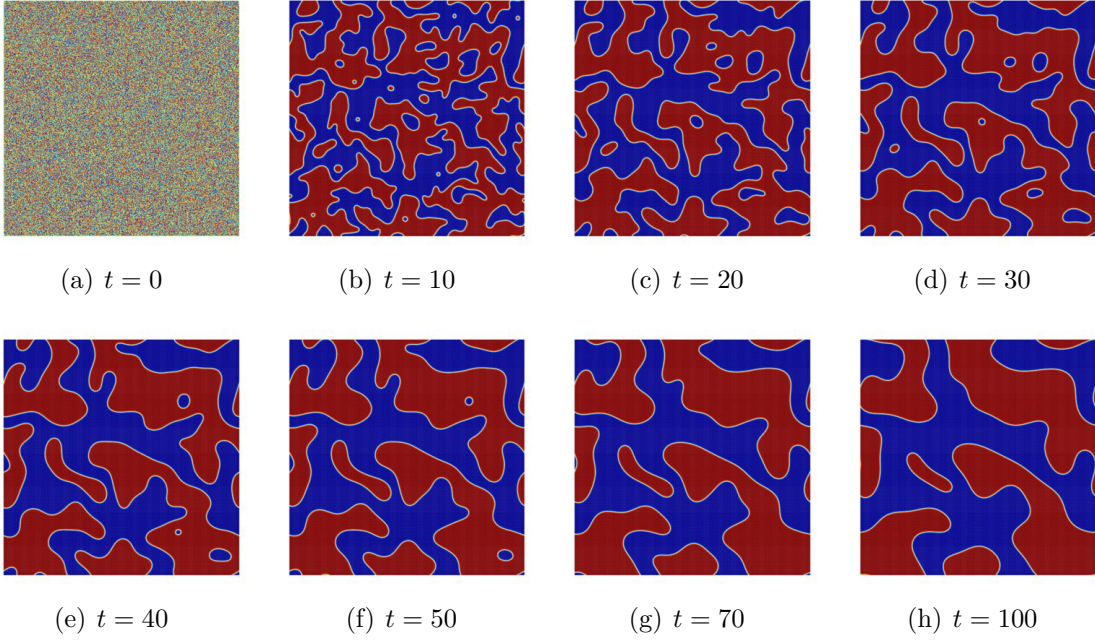 (a) t = 0
(b) t = 10
(c) t = 20
(d) t = 30
(e) t = 40
(f) t = 50
(g) t = 70
(h) t = 100